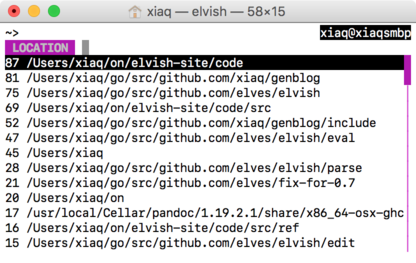 xiaq — elvish — 58×15
~> xiaq@xiaqsmbp
LOCATION
87 /Users/xiaq/on/elvish-site/code
81 /Users/xiaq/go/src/github.com/xiaq/genblog
75 /Users/xiaq/go/src/github.com/elves/elvish
69 /Users/xiaq/on/elvish-site/code/src
52 /Users/xiaq/go/src/github.com/xiaq/genblog/include
47 /Users/xiaq/go/src/github.com/elves/elvish/eval
45 /Users/xiaq
28 /Users/xiaq/go/src/github.com/elves/elvish/parse
21 /Users/xiaq/go/src/github.com/elves/fix-for-0.7
20 /Users/xiaq/on
17 /usr/local/Cellar/pandoc/1.19.2.1/share/x86_64-osx-ghc
16 /Users/xiaq/on/elvish-site/code/src/ref
15 /Users/xiaq/go/src/github.com/elves/elvish/edit